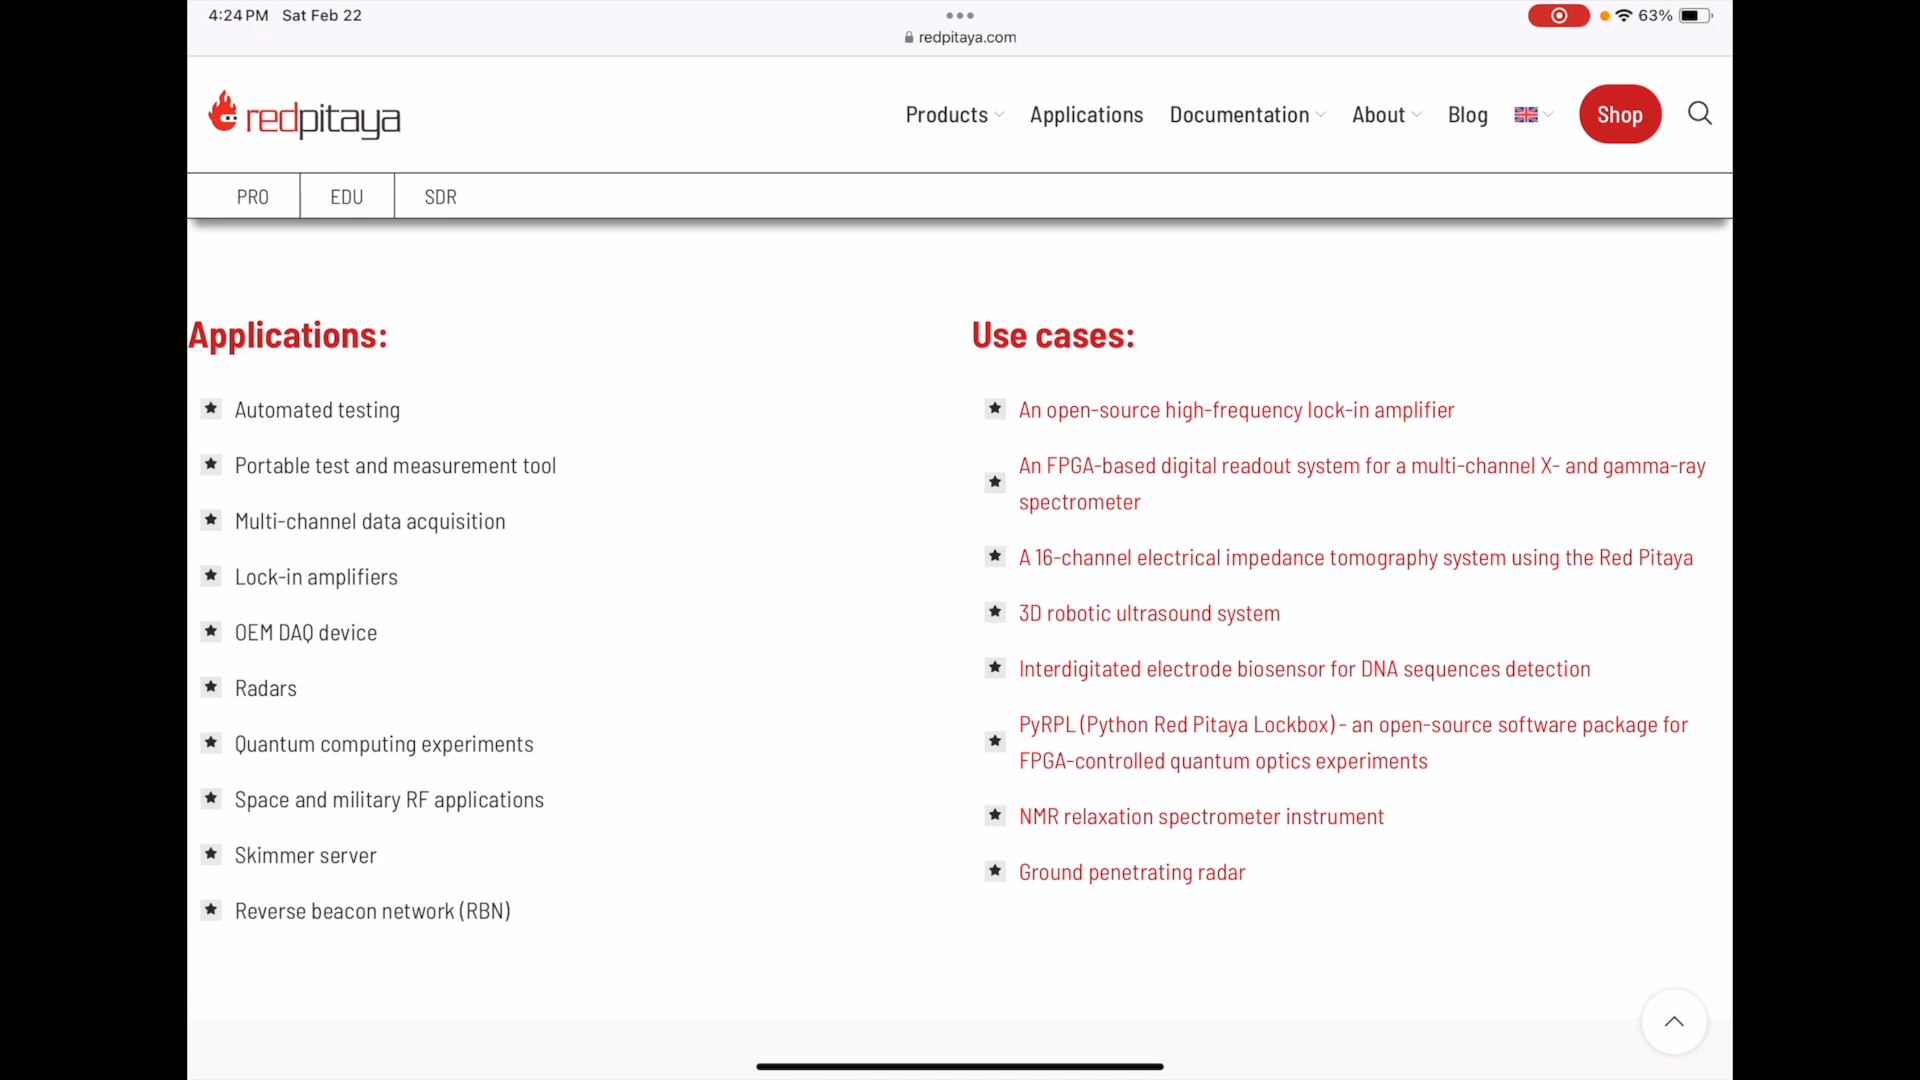 4:24 PM Sat Feb 22
63%
redpitaya.com
redpitaya
Products
Applications
Documentation
About
Blog
Shop
PRO
EDU
SDR
Applications:
Automated testing
Portable test and measurement tool
Multi-channel data acquisition
Lock-in amplifiers
OEM DAQ device
Radars
Quantum computing experiments
Space and military RF applications
Skimmer server
Reverse beacon network (RBN)
Use cases:
An open-source high-frequency lock-in amplifier
An FPGA-based digital readout system for a multi-channel X- and gamma-ray
spectrometer
A 16-channel electrical impedance tomography system using the Red Pitaya
3D robotic ultrasound system
Interdigitated electrode biosensor for DNA sequences detection
PyRPL (Python Red Pitaya Lockbox) - an open-source software package for
FPGA-controlled quantum optics experiments
NMR relaxation spectrometer instrument
Ground penetrating radar